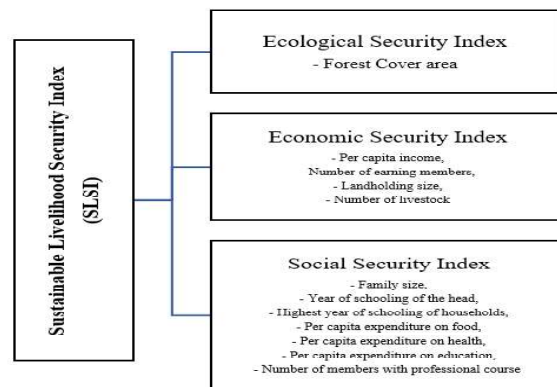 Sustainable Livelihood Security Index
(SLSI)
Ecological Security Index
- Forest Cover area
Economic Security Index
- Per capita income,
Number of earning members,
- Landholding size,
- Number of livestock
Social Security Index
- Family size.
- Year of schooling of the head,
- Highest year of schooling of households,
- Per capita expenditure on food,
- Per capita expenditure on health,
- Per capita expenditure on education,
- Number of members with professional course